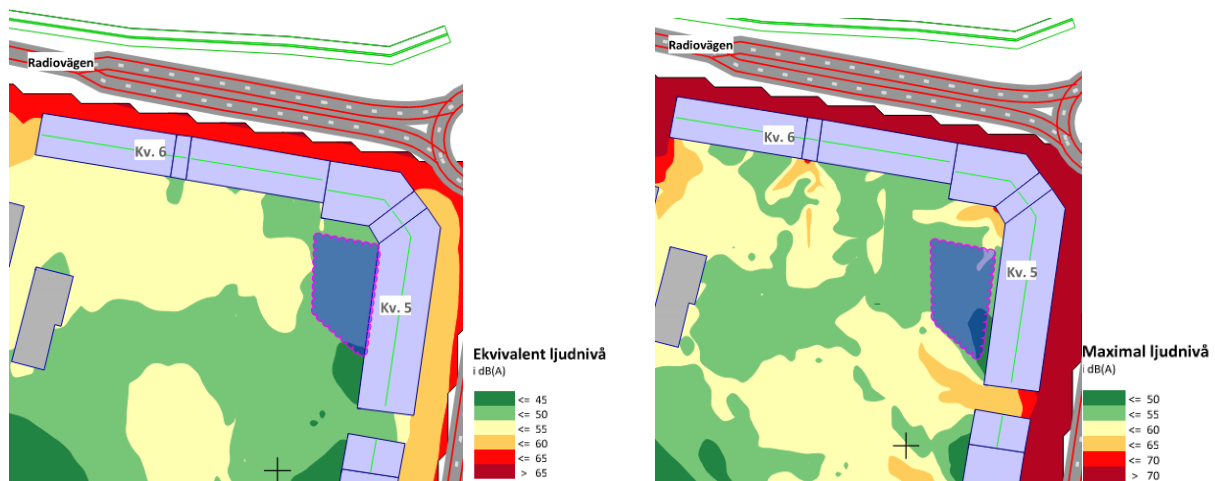 Radiovägen
Kv. 6
Kv. 5
Ekvivalent ljudnivå
i dB(A)
<= 45
<= 50
<= 55
<= 60
<= 65
> 65
Radiovägen
Kv. 6
Kv. 5
Maximal ljudnivå
i dB(A)
<= 50
<= 55
<= 60
<= 65
<= 70
> 70